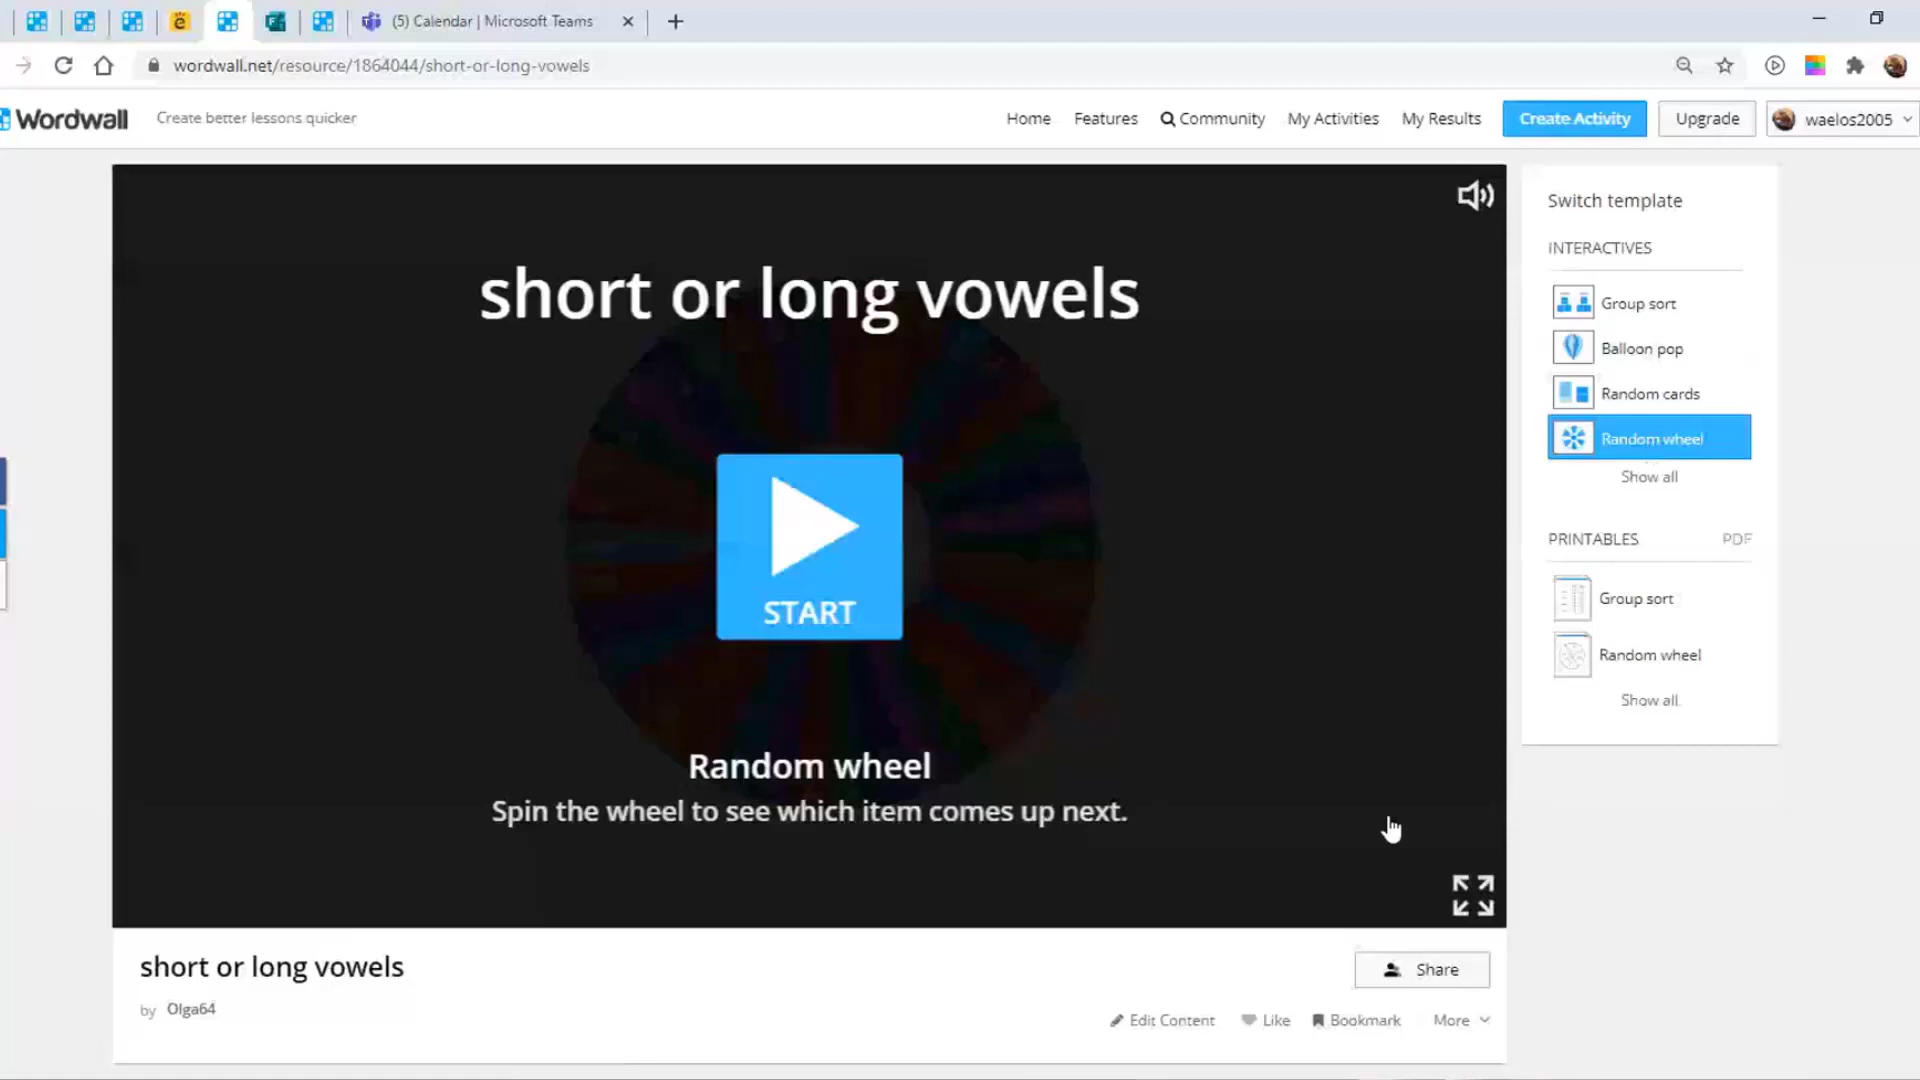 (5) Calendar | Microsoft Teams
wordwall.net/resource/1864044/short-or-long-vowels
Wordwall
Create better lessons quicker
Home
Features
Community
My Activities
My Results
Create Activity
Upgrade
waelos2005
short or long vowels
START
Random wheel
Spin the wheel to see which item comes up next.
Switch template
INTERACTIVES
Group sort
Balloon pop
Random cards
Random wheel
Show all
PRINTABLES
PDF
Group sort
Random wheel
Show all
short or long vowels
by Olga64
Share
Edit Content
Like
Bookmark
More